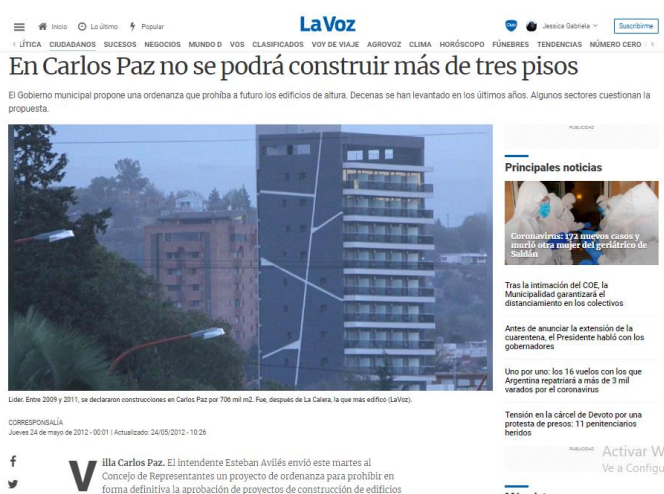 Inicio Lo último Popular
LaVoz
Club Jessica Gabriela Suscribirme
LÍTICA CIUDADANOS SUCESOS NEGOCIOS MUNDO D VOS CLASIFICADOS VOY DE VIAJE AGROVOZ CLIMA HORÓSCOPO FÚNEBRES TENDENCIAS NÚMERO CERO
En Carlos Paz no se podrá construir más de tres pisos
El Gobierno municipal propone una ordenanza que prohíba a futuro los edificios de altura. Decenas se han levantado en los últimos años. Algunos sectores cuestionan la
propuesta.
Líder. Entre 2009 y 2011, se declararon construcciones en Carlos Paz por 706 mil m2. Fue, después de La Calera, la que más edificó (LaVoz).
CORRESPONSALÍA
Jueves 24 de mayo de 2012 - 00:01 | Actualizado: 24/05/2012 - 10:26
Villa Carlos Paz. El intendente Esteban Avilés envió este martes al
Concejo de Representantes un proyecto de ordenanza para prohibir en
forma definitiva la aprobación de proyectos de construcción de edificios
PUBLICIDAD
Principales noticias
Coronavirus: 172 nuevos casos y
murió otra mujer del geriátrico de
Saldán
Tras la intimación del COE, la
Municipalidad garantizará el
distanciamiento en los colectivos
Antes de anunciar la extensión de la
cuarentena, el Presidente habló con los
gobernadores
Uno por uno: los 16 vuelos con los que
Argentina repatriará a más de 3 mil
varados por el coronavirus
Tensión en la cárcel de Devoto por una
protesta de presos: 11 penitenciarios
heridos
PUBLICIDAD
Activar W
Ve a Configu